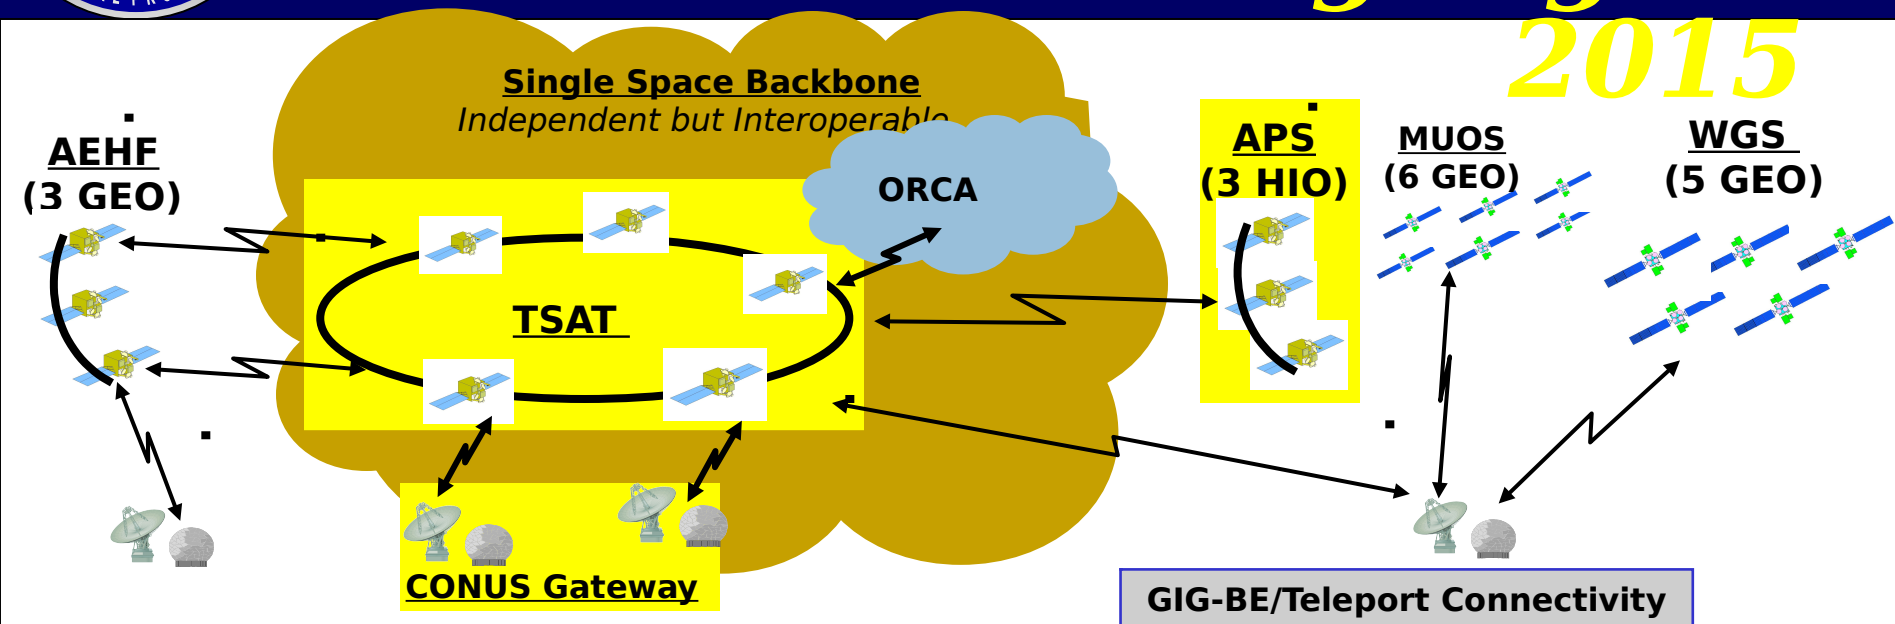 2015
Single Space Backbone
Independent but Interoperable
AEHF
(3 GEO)
ORCA
APS
(3 HIO)
MUOS
(6 GEO)
WGS
(5 GEO)
TSAT
CONUS Gateway
GIG-BE/Teleport Connectivity